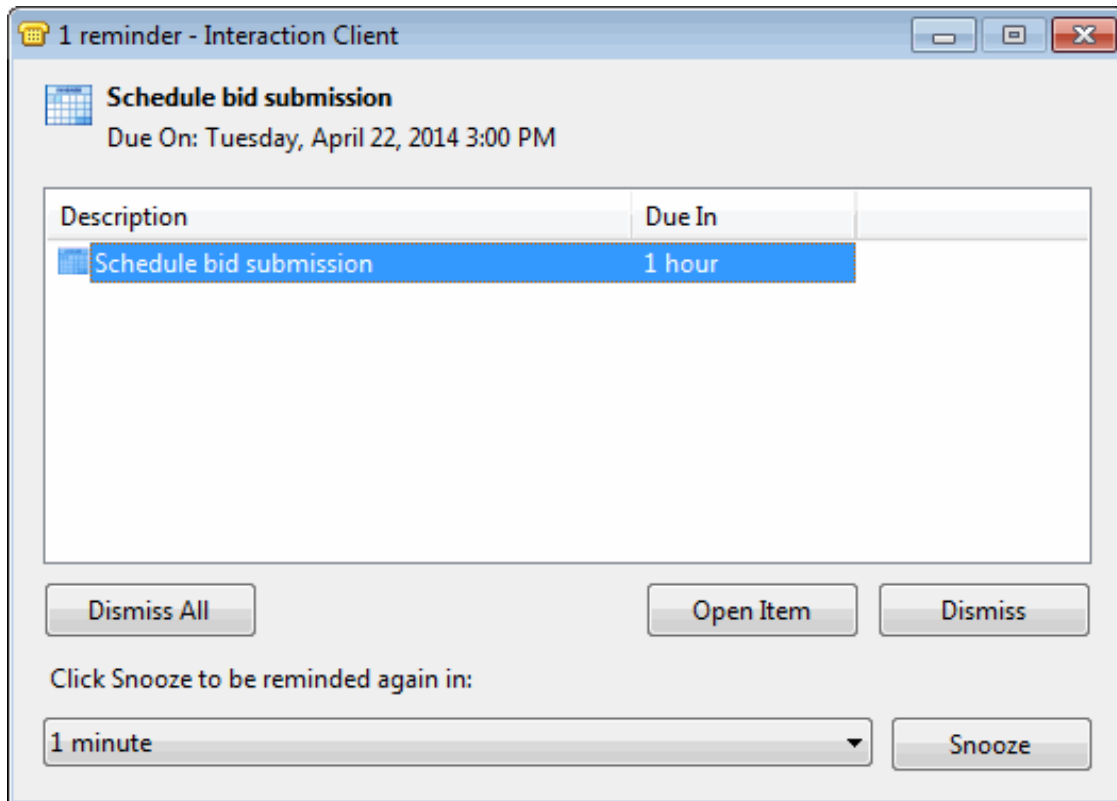 1 reminder - Interaction Client
Schedule bid submission
Due On: Tuesday, April 22, 2014 3:00 PM
Description Due In
Schedule bid submission 1 hour
Dismiss All Open Item Dismiss
Click Snooze to be reminded again in:
1 minute Snooze